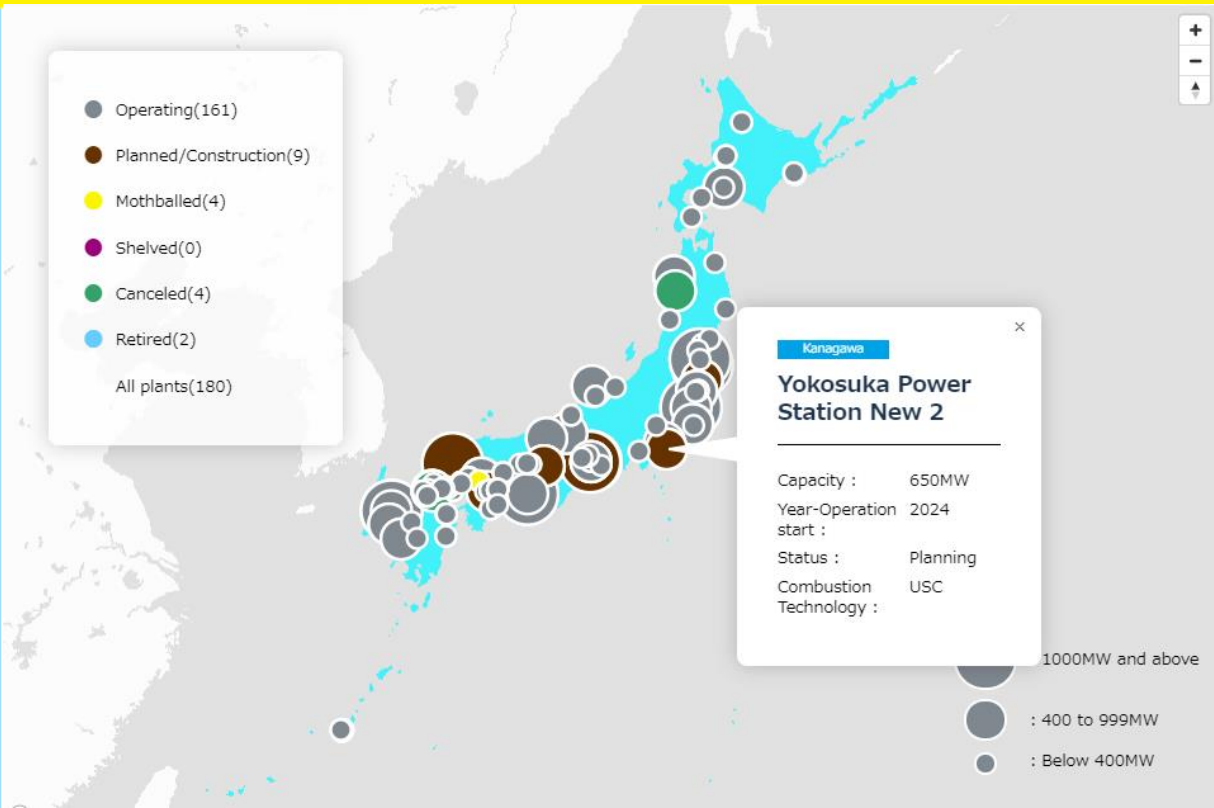 Operating(161)
Planned/Construction(9)
Mothballed(4)
Shelved(0)
Canceled(4)
Retired(2)
All plants(180)
+
−
×
Kanagawa
Yokosuka Power
Station New 2
Capacity : 650MW
Year-Operation 2024
start :
Status : Planning
Combustion USC
Technology :
1000MW and above
: 400 to 999MW
: Below 400MW